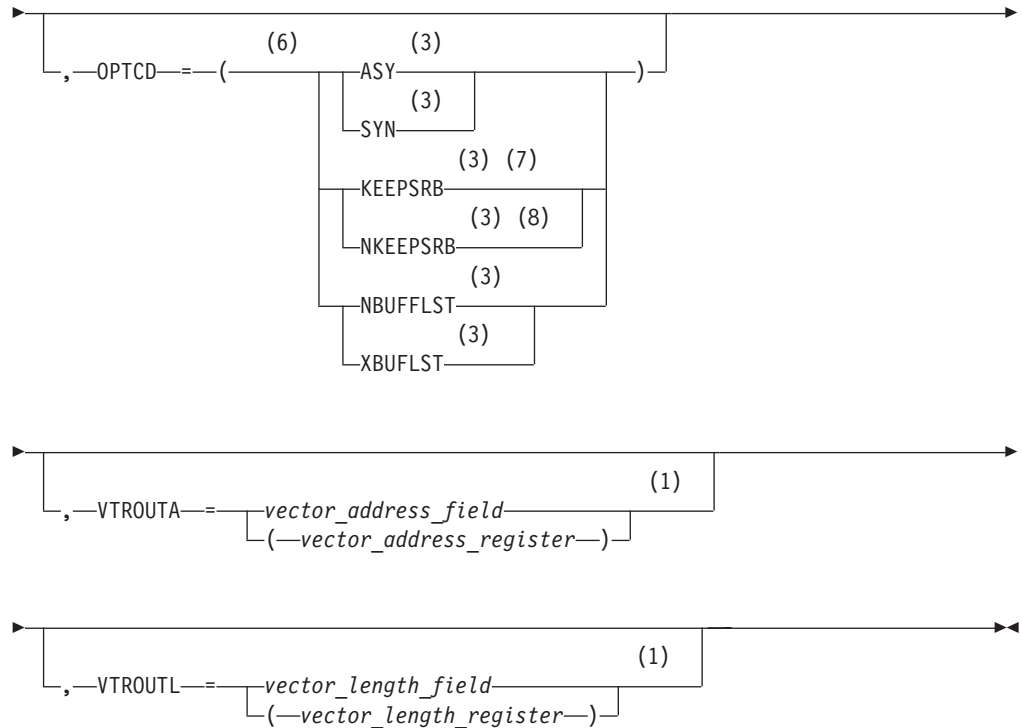 (6) (3)
, OPTCD = ( ASY )
(3)
SYN
(3) (7)
KEEPSRB
(3) (8)
NKEEPSRB
(3)
NBUFFLST
(3)
XBUFLST
(1)
, VTROUTA = vector_address_field
( vector_address_register )
(1)
, VTROUTL = vector_length_field
( vector_length_register )